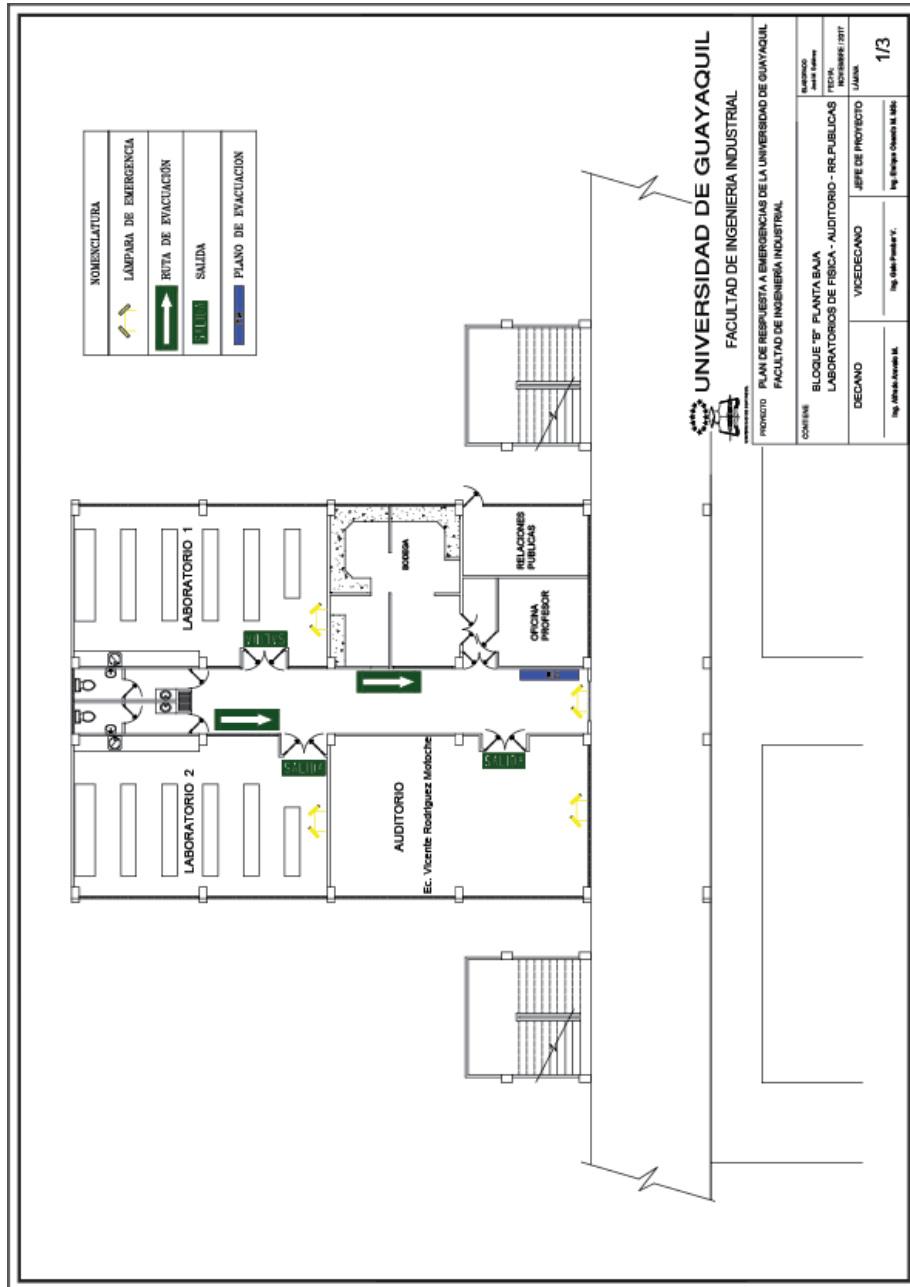 NOMENCLATURA
LÁMPARA DE EMERGENCIA
RUTA DE EVACUACIÓN
SALIDA
SALIDA
PLANO DE EVACUACION
LABORATORIO 2
LABORATORIO 1
SALIDA
SALIDA
AUDITORIO
Ec. Vicente Rodriguez Motoche
SALIDA
BODEGA
OFICINA
PROFESOR
RELACIONES
PUBLICAS
UNIVERSIDAD DE GUAYAQUIL
FACULTAD DE INGENIERIA INDUSTRIAL
PROYECTO
PLAN DE RESPUESTA A EMERGENCIAS DE LA UNIVERSIDAD DE GUAYAQUIL
FACULTAD DE INGENIERÍA INDUSTRIAL
CONTIENE
BLOQUE "B" PLANTA BAJA
LABORATORIOS DE FISICA - AUDITORIO - RR.PUBLICAS
ELABORADO
FECHA:
NOVIEMBRE / 2017
DECANO
VICEDECANO
JEFE DE PROYECTO
LÁMINA
1/3